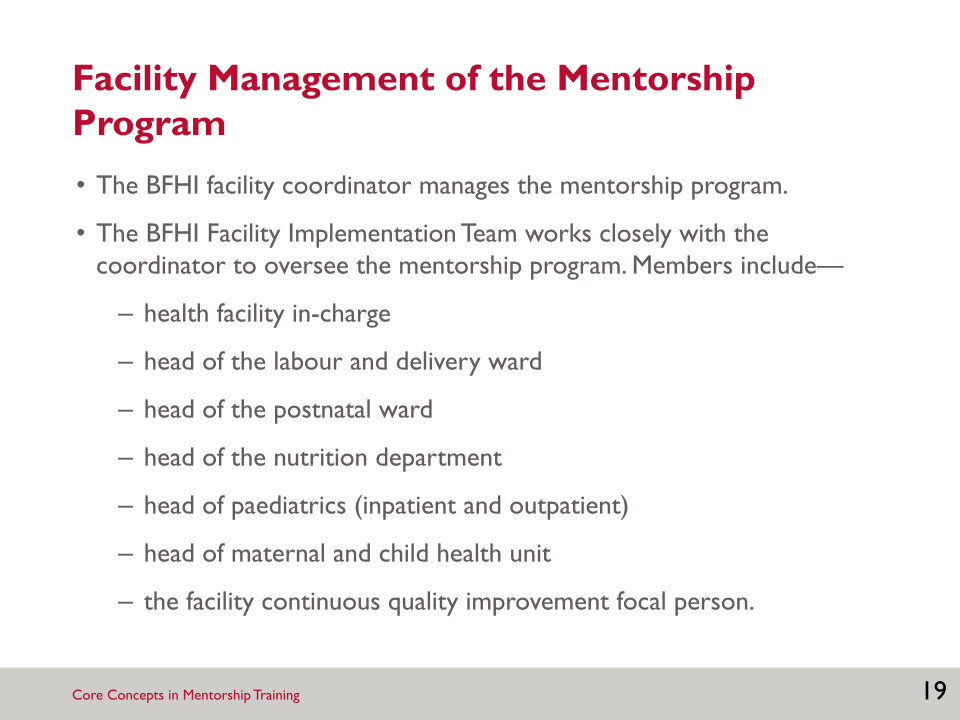 Facility Management of the Mentorship
Program
• The BFHI facility coordinator manages the mentorship program.
• The BFHI Facility Implementation Team works closely with the
coordinator to oversee the mentorship program. Members include—
– health facility in-charge
– head of the labour and delivery ward
– head of the postnatal ward
– head of the nutrition department
– head of paediatrics (inpatient and outpatient)
– head of maternal and child health unit
– the facility continuous quality improvement focal person.
Core Concepts in Mentorship Training
19